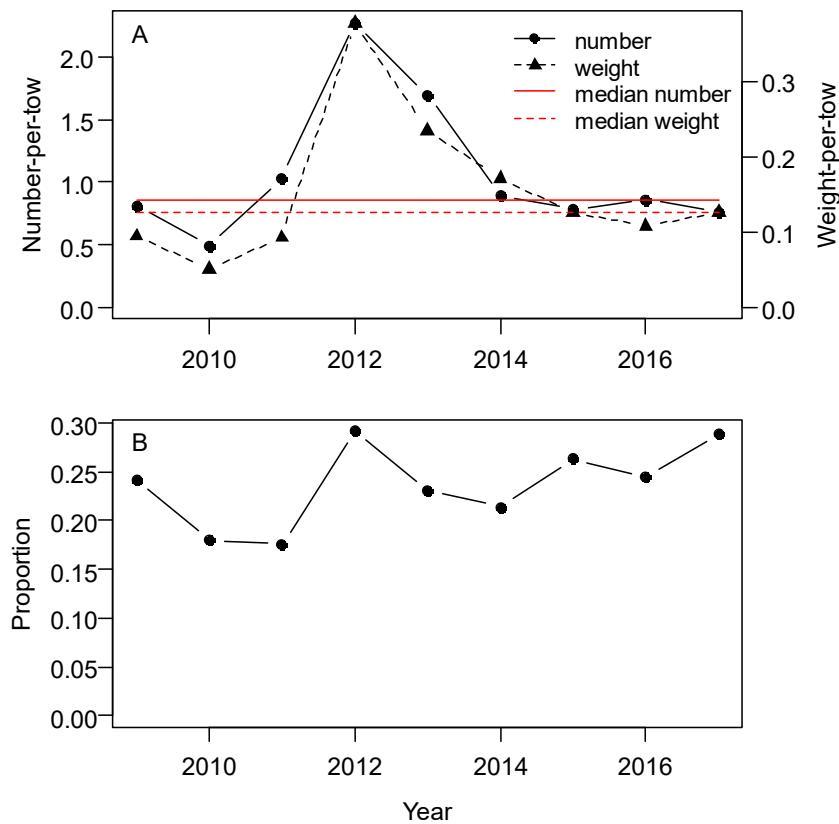 A
number
weight
median number
median weight
Number-per-tow
2.0
1.5
1.0
0.5
0.0
Weight-per-tow
0.3
0.2
0.1
0.0
2010 2012 2014 2016
B
Proportion
0.30
0.25
0.20
0.15
0.10
0.05
0.00
2010 2012 2014 2016
Year